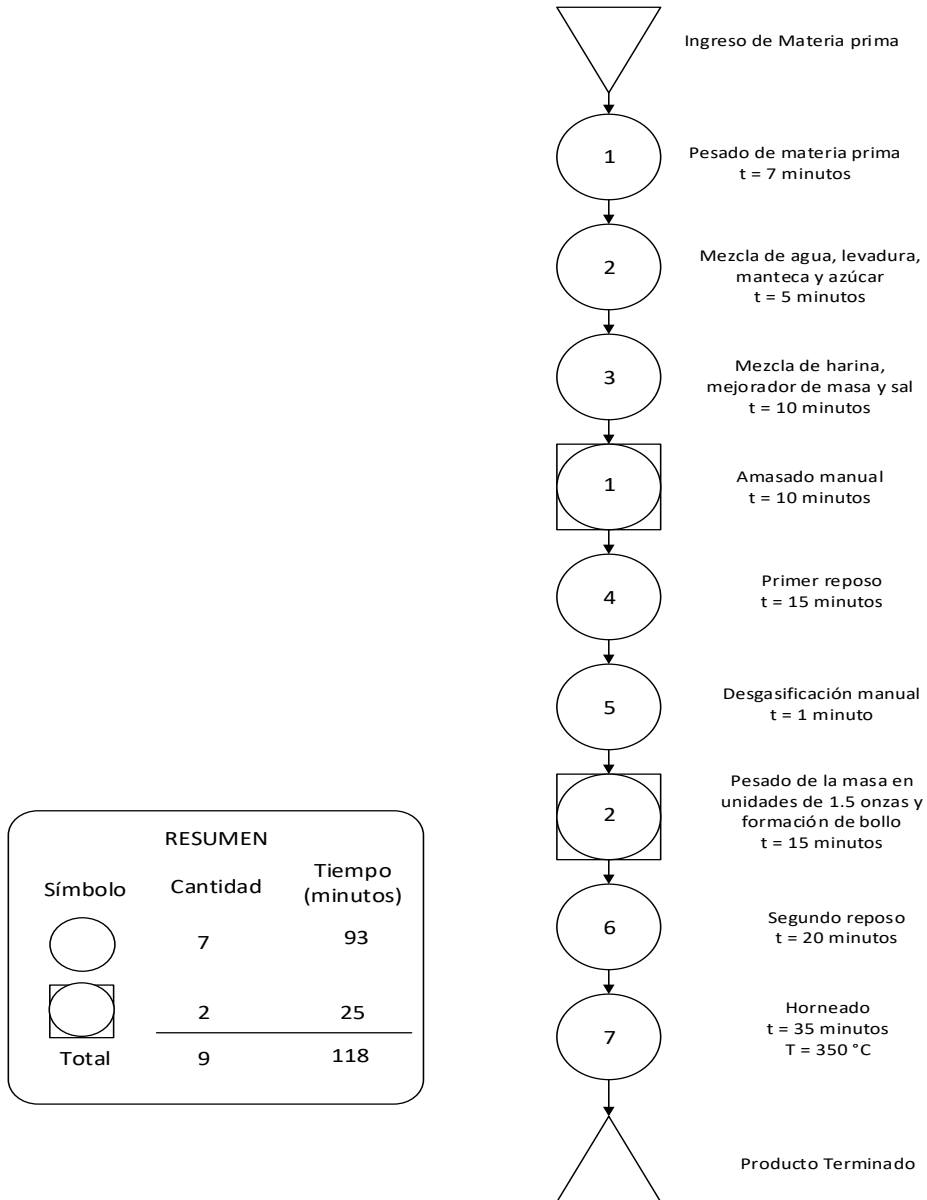 Ingreso de Materia prima
1
Pesado de materia prima
t = 7 minutos
2
Mezcla de agua, levadura,
manteca y azúcar
t = 5 minutos
3
Mezcla de harina,
mejorador de masa y sal
t = 10 minutos
1
Amasado manual
t = 10 minutos
4
Primer reposo
t = 15 minutos
5
Desgasificación manual
t = 1 minuto
2
Pesado de la masa en
unidades de 1.5 onzas y
formación de bollo
t = 15 minutos
6
Segundo reposo
t = 20 minutos
7
Horneado
t = 35 minutos
T = 350 °C
Producto Terminado
RESUMEN
Símbolo Cantidad Tiempo
(minutos)
7 93
2 25
Total 9 118